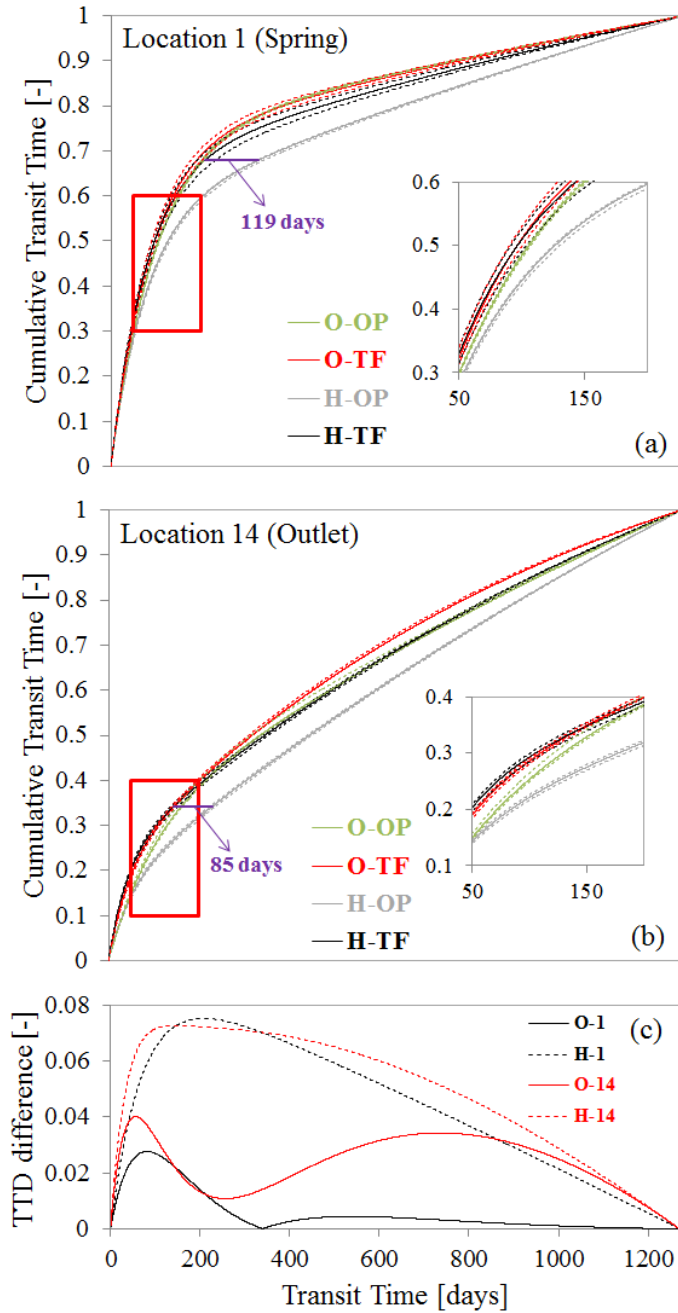 1
Location 1 (Spring)
0.9
0.8
0.7
0.6
0.5
0.4
0.3
0.2
0.1
0
Cumulative Transit Time [-]
119 days
O-OP
O-TF
H-OP
H-TF
0.6
0.5
0.4
0.3
50
150
(a)
1
Location 14 (Outlet)
0.9
0.8
0.7
0.6
0.5
0.4
0.3
0.2
0.1
0
Cumulative Transit Time [-]
85 days
O-OP
O-TF
H-OP
H-TF
0.4
0.3
0.2
0.1
50
150
(b)
0.08
0.06
0.04
0.02
0
TTD difference [-]
O-1
H-1
O-14
H-14
(c)
0 200 400 600 800 1000 1200
Transit Time [days]